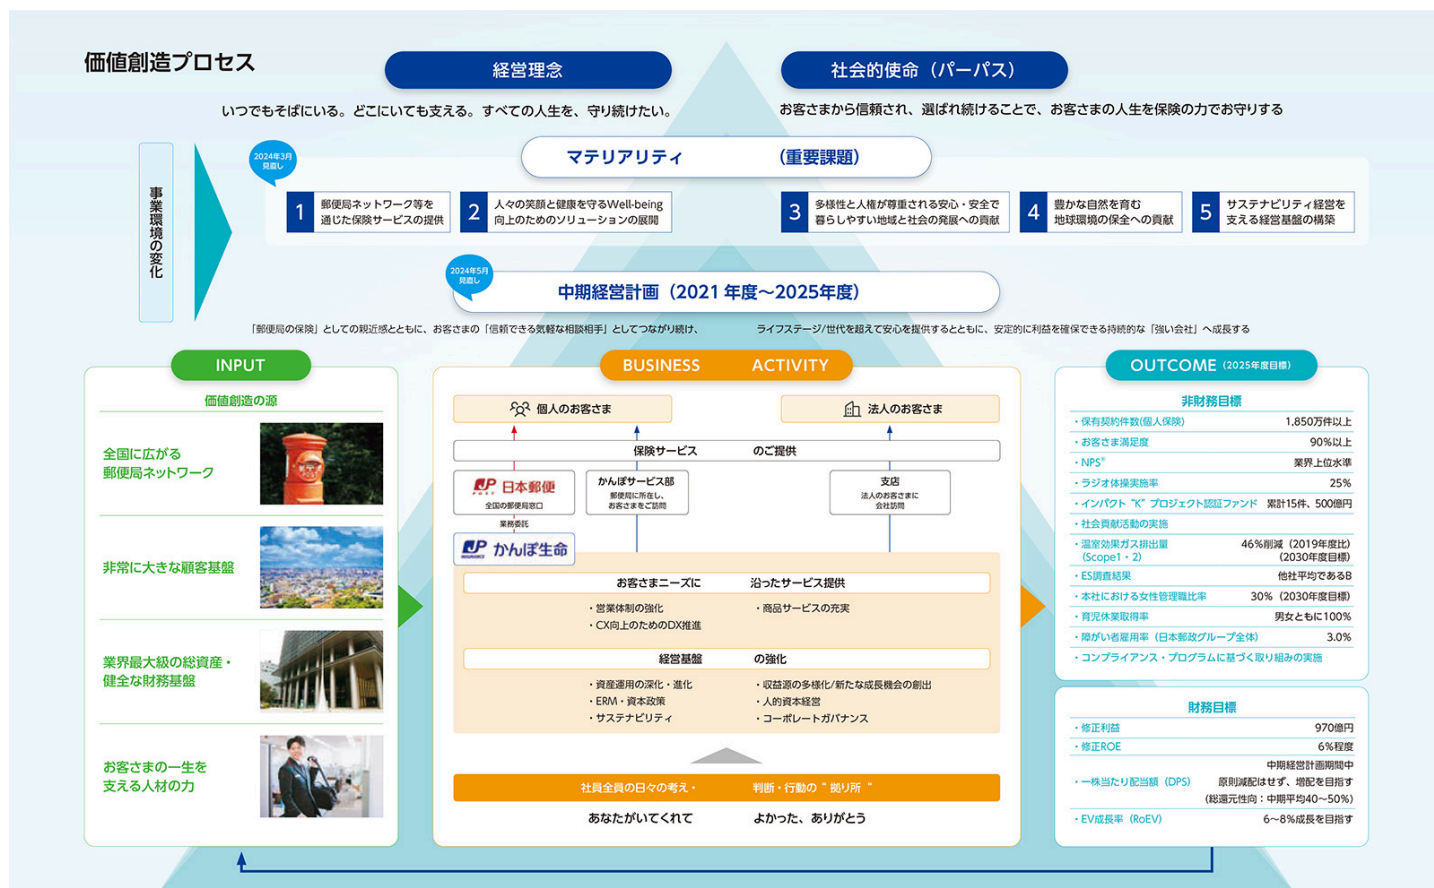 価値創造プロセス
経営理念
社会的使命（パーパス）
いつでもそばにいる。どこにいても支える。すべての人生を、守り続けたい。
お客さまから信頼され、選ばれ続けることで、お客さまの人生を保険の力でお守りする
事業環境の変化
2024年3月
見直し
マテリアリティ （重要課題）
1
郵便局ネットワーク等を
通じた保険サービスの提供
2
人々の笑顔と健康を守るWell-being
向上のためのソリューションの展開
3
多様性と人権が尊重される安心・安全で
暮らしやすい地域と社会の発展への貢献
4
豊かな自然を育む
地球環境の保全への貢献
5
サステナビリティ経営を
支える経営基盤の構築
2024年5月
見直し
中期経営計画（2021年度～2025年度）
「郵便局の保険」としての親近感とともに、お客さまの「信頼できる気軽な相談相手」としてつながり続け、
ライフステージ/世代を超えて安心を提供するとともに、安定的に利益を確保できる持続的な「強い会社」へ成長する
INPUT
価値創造の源
全国に広がる
郵便局ネットワーク
非常に大きな顧客基盤
業界最大級の総資産・
健全な財務基盤
お客さまの一生を
支える人材の力
BUSINESS ACTIVITY
個人のお客さま
法人のお客さま
保険サービス のご提供
JP POST 日本郵便
全国の郵便局窓口
かんぽサービス部
郵便局に所在し、
お客さまをご訪問
支店
法人のお客さまに
会社訪問
業務委託
JP INSURANCE かんぽ生命
お客さまニーズに 沿ったサービス提供
・営業体制の強化
・CX向上のためのDX推進
・商品サービスの充実
経営基盤 の強化
・資産運用の深化・進化
・ERM・資本政策
・サステナビリティ
・収益源の多様化/新たな成長機会の創出
・人的資本経営
・コーポレートガバナンス
社員全員の日々の考え・ 判断・行動の“拠り所“
あなたがいてくれて よかった、ありがとう
OUTCOME（2025年度目標）
非財務目標
・保有契約件数(個人保険) 1,850万件以上
・お客さま満足度 90%以上
・NPS® 業界上位水準
・ラジオ体操実施率 25%
・インパクト“K”プロジェクト認証ファンド 累計15件、500億円
・社会貢献活動の実施
・温室効果ガス排出量 46%削減（2019年度比）
(Scope1・2) (2030年度目標)
・ES調査結果 他社平均であるB
・本社における女性管理職比率 30%（2030年度目標）
・育児休業取得率 男女ともに100%
・障がい者雇用率（日本郵政グループ全体） 3.0%
・コンプライアンス・プログラムに基づく取り組みの実施
財務目標
・修正利益 970億円
・修正ROE 6%程度
中期経営計画期間中
・一株当たり配当額（DPS） 原則減配はせず、増配を目指す
（総還元性向：中期平均40～50%）
・EV成長率（RoEV） 6～8%成長を目指す